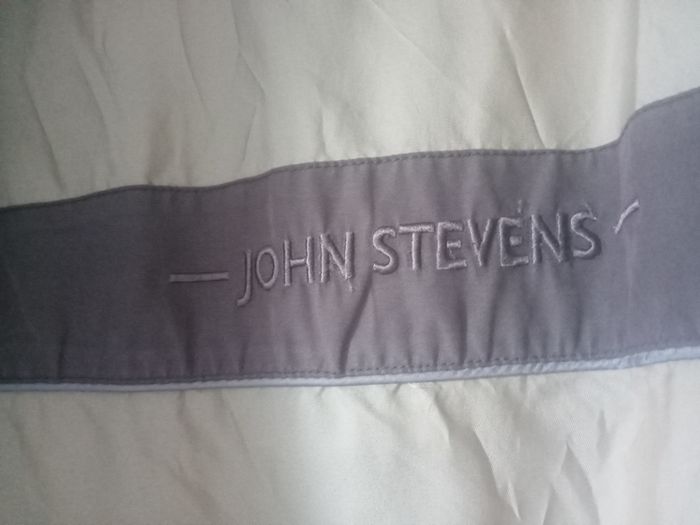 — JOHN STEVENS —